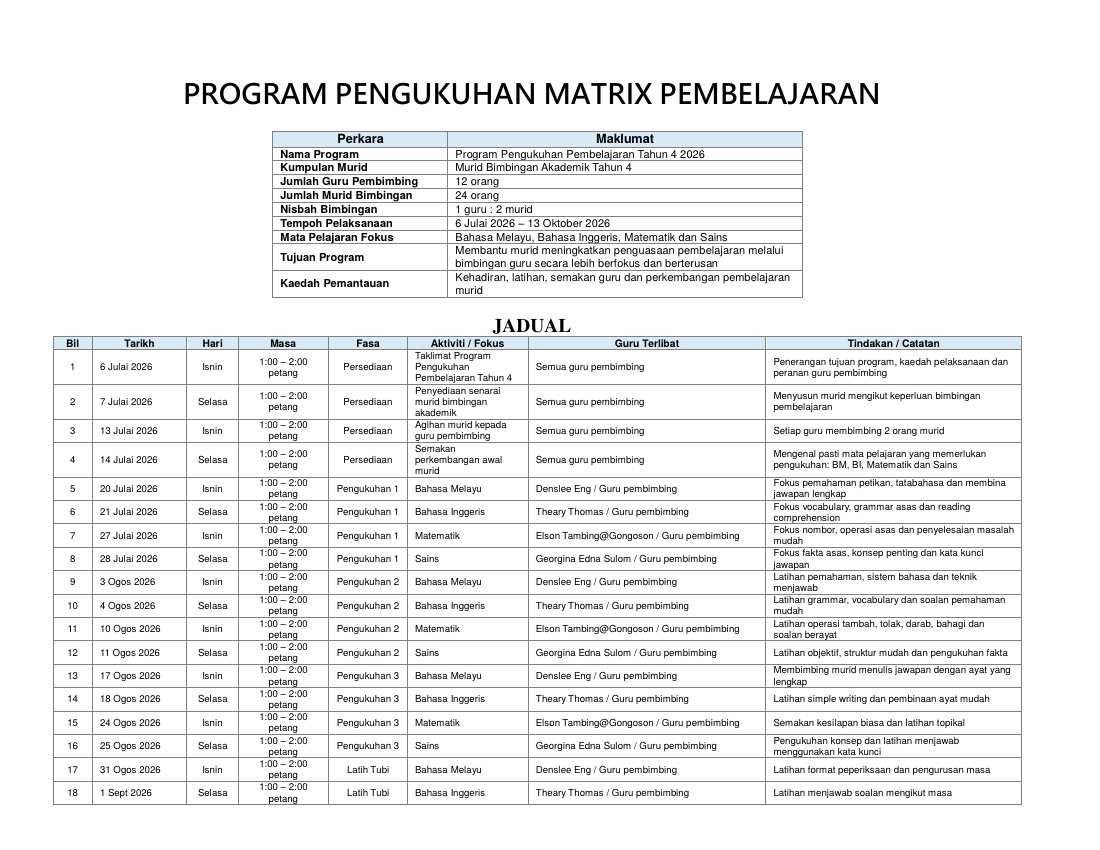 PROGRAM PENGUKUHAN MATRIX PEMBELAJARAN
Perkara Maklumat
Nama Program Program Pengukuhan Pembelajaran Tahun 4 2026
Kumpulan Murid Murid Bimbingan Akademik Tahun 4
Jumlah Guru Pembimbing 12 orang
Jumlah Murid Bimbingan 24 orang
Nisbah Bimbingan 1 guru : 2 murid
Tempoh Pelaksanaan 6 Julai 2026 – 13 Oktober 2026
Mata Pelajaran Fokus Bahasa Melayu, Bahasa Inggeris, Matematik dan Sains
Tujuan Program Membantu murid meningkatkan penguasaan pembelajaran melalui
bimbingan guru secara lebih berfokus dan berterusan
Kaedah Pemantauan Kehadiran, latihan, semakan guru dan perkembangan pembelajaran
murid
JADUAL
Bil Tarikh Hari Masa Fasa Aktiviti / Fokus Guru Terlibat Tindakan / Catatan
1 6 Julai 2026 Isnin 1:00 – 2:00
petang Persediaan Taklimat Program
Pengukuhan
Pembelajaran Tahun 4 Semua guru pembimbing Penerangan tujuan program, kaedah pelaksanaan dan
peranan guru pembimbing
2 7 Julai 2026 Selasa 1:00 – 2:00
petang Persediaan Penyediaan senarai
murid bimbingan
akademik Semua guru pembimbing Menyusun murid mengikut keperluan bimbingan
pembelajaran
3 13 Julai 2026 Isnin 1:00 – 2:00
petang Persediaan Agihan murid kepada
guru pembimbing Semua guru pembimbing Setiap guru membimbing 2 orang murid
4 14 Julai 2026 Selasa 1:00 – 2:00
petang Persediaan Semakan
perkembangan awal
murid Semua guru pembimbing Mengenal pasti mata pelajaran yang memerlukan
pengukuhan: BM, BI, Matematik dan Sains
5 20 Julai 2026 Isnin 1:00 – 2:00
petang Pengukuhan 1 Bahasa Melayu Denslee Eng / Guru pembimbing Fokus pemahaman petikan, tatabahasa dan membina
jawapan lengkap
6 21 Julai 2026 Selasa 1:00 – 2:00
petang Pengukuhan 1 Bahasa Inggeris Theary Thomas / Guru pembimbing Fokus vocabulary, grammar asas dan reading
comprehension
7 27 Julai 2026 Isnin 1:00 – 2:00
petang Pengukuhan 1 Matematik Elson Tambing@Gongoson / Guru pembimbing Fokus nombor, operasi asas dan penyelesaian masalah
mudah
8 28 Julai 2026 Selasa 1:00 – 2:00
petang Pengukuhan 1 Sains Georgina Edna Sulom / Guru pembimbing Fokus fakta asas, konsep penting dan kata kunci
jawapan
9 3 Ogos 2026 Isnin 1:00 – 2:00
petang Pengukuhan 2 Bahasa Melayu Denslee Eng / Guru pembimbing Latihan pemahaman, sistem bahasa dan teknik
menjawab
10 4 Ogos 2026 Selasa 1:00 – 2:00
petang Pengukuhan 2 Bahasa Inggeris Theary Thomas / Guru pembimbing Latihan grammar, vocabulary dan soalan pemahaman
mudah
11 10 Ogos 2026 Isnin 1:00 – 2:00
petang Pengukuhan 2 Matematik Elson Tambing@Gongoson / Guru pembimbing Latihan operasi tambah, tolak, darab, bahagi dan
soalan berayat
12 11 Ogos 2026 Selasa 1:00 – 2:00
petang Pengukuhan 2 Sains Georgina Edna Sulom / Guru pembimbing Latihan objektif, struktur mudah dan pengukuhan fakta
13 17 Ogos 2026 Isnin 1:00 – 2:00
petang Pengukuhan 3 Bahasa Melayu Denslee Eng / Guru pembimbing Membimbing murid menulis jawapan dengan ayat yang
lengkap
14 18 Ogos 2026 Selasa 1:00 – 2:00
petang Pengukuhan 3 Bahasa Inggeris Theary Thomas / Guru pembimbing Latihan simple writing dan pembinaan ayat mudah
15 24 Ogos 2026 Isnin 1:00 – 2:00
petang Pengukuhan 3 Matematik Elson Tambing@Gongoson / Guru pembimbing Semakan kesilapan biasa dan latihan topikal
16 25 Ogos 2026 Selasa 1:00 – 2:00
petang Pengukuhan 3 Sains Georgina Edna Sulom / Guru pembimbing Pengukuhan konsep dan latihan menjawab
menggunakan kata kunci
17 31 Ogos 2026 Isnin 1:00 – 2:00
petang Latih Tubi Bahasa Melayu Denslee Eng / Guru pembimbing Latihan format peperiksaan dan pengurusan masa
18 1 Sept 2026 Selasa 1:00 – 2:00
petang Latih Tubi Bahasa Inggeris Theary Thomas / Guru pembimbing Latihan menjawab soalan mengikut masa